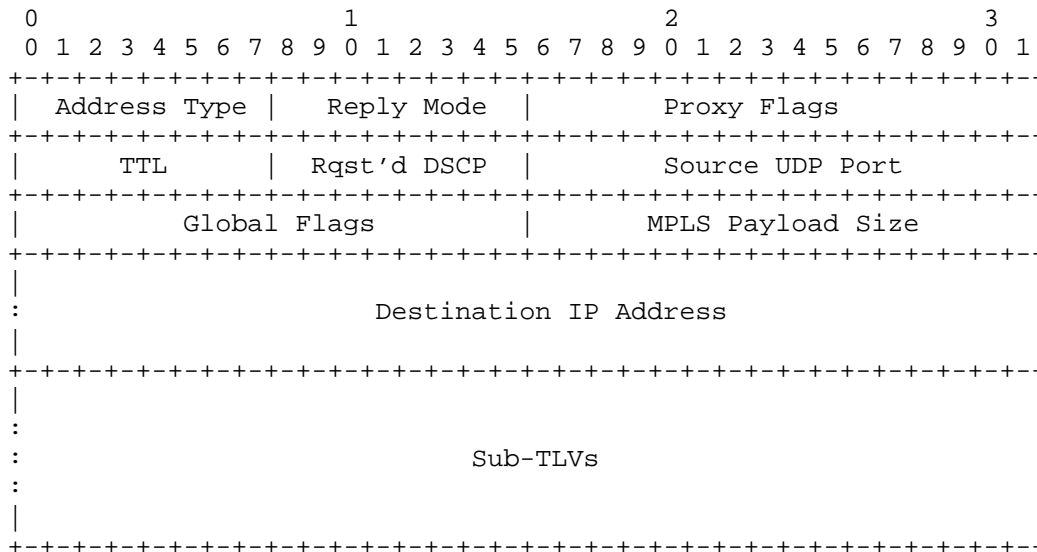 0                   1                   2                   3
 0 1 2 3 4 5 6 7 8 9 0 1 2 3 4 5 6 7 8 9 0 1 2 3 4 5 6 7 8 9 0 1
+-+-+-+-+-+-+-+-+-+-+-+-+-+-+-+-+-+-+-+-+-+-+-+-+-+-+-+-+-+-+-+--
|  Address Type |   Reply Mode  |        Proxy Flags
+-+-+-+-+-+-+-+-+-+-+-+-+-+-+-+-+-+-+-+-+-+-+-+-+-+-+-+-+-+-+-+--
|      TTL      |  Rqst’d DSCP  |        Source UDP Port
+-+-+-+-+-+-+-+-+-+-+-+-+-+-+-+-+-+-+-+-+-+-+-+-+-+-+-+-+-+-+-+--
|          Global Flags         |       MPLS Payload Size
+-+-+-+-+-+-+-+-+-+-+-+-+-+-+-+-+-+-+-+-+-+-+-+-+-+-+-+-+-+-+-+--
|
:                      Destination IP Address
|
+-+-+-+-+-+-+-+-+-+-+-+-+-+-+-+-+-+-+-+-+-+-+-+-+-+-+-+-+-+-+-+--
|
:
:                            Sub-TLVs
:
|
+-+-+-+-+-+-+-+-+-+-+-+-+-+-+-+-+-+-+-+-+-+-+-+-+-+-+-+-+-+-+-+--